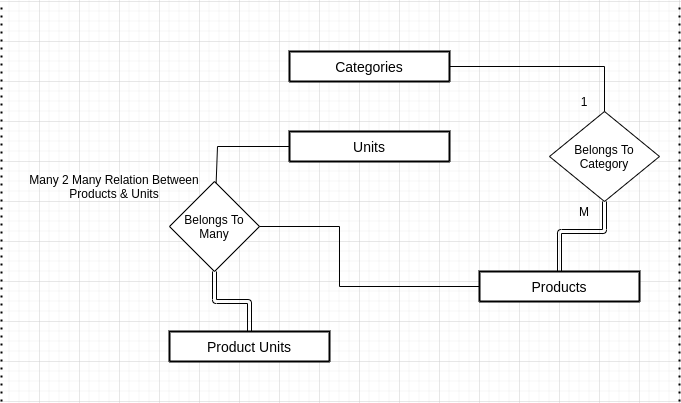 Categories
1
Units
Belongs To
Category
Many 2 Many Relation Between
Products & Units
Belongs To
Many
M
Products
Product Units